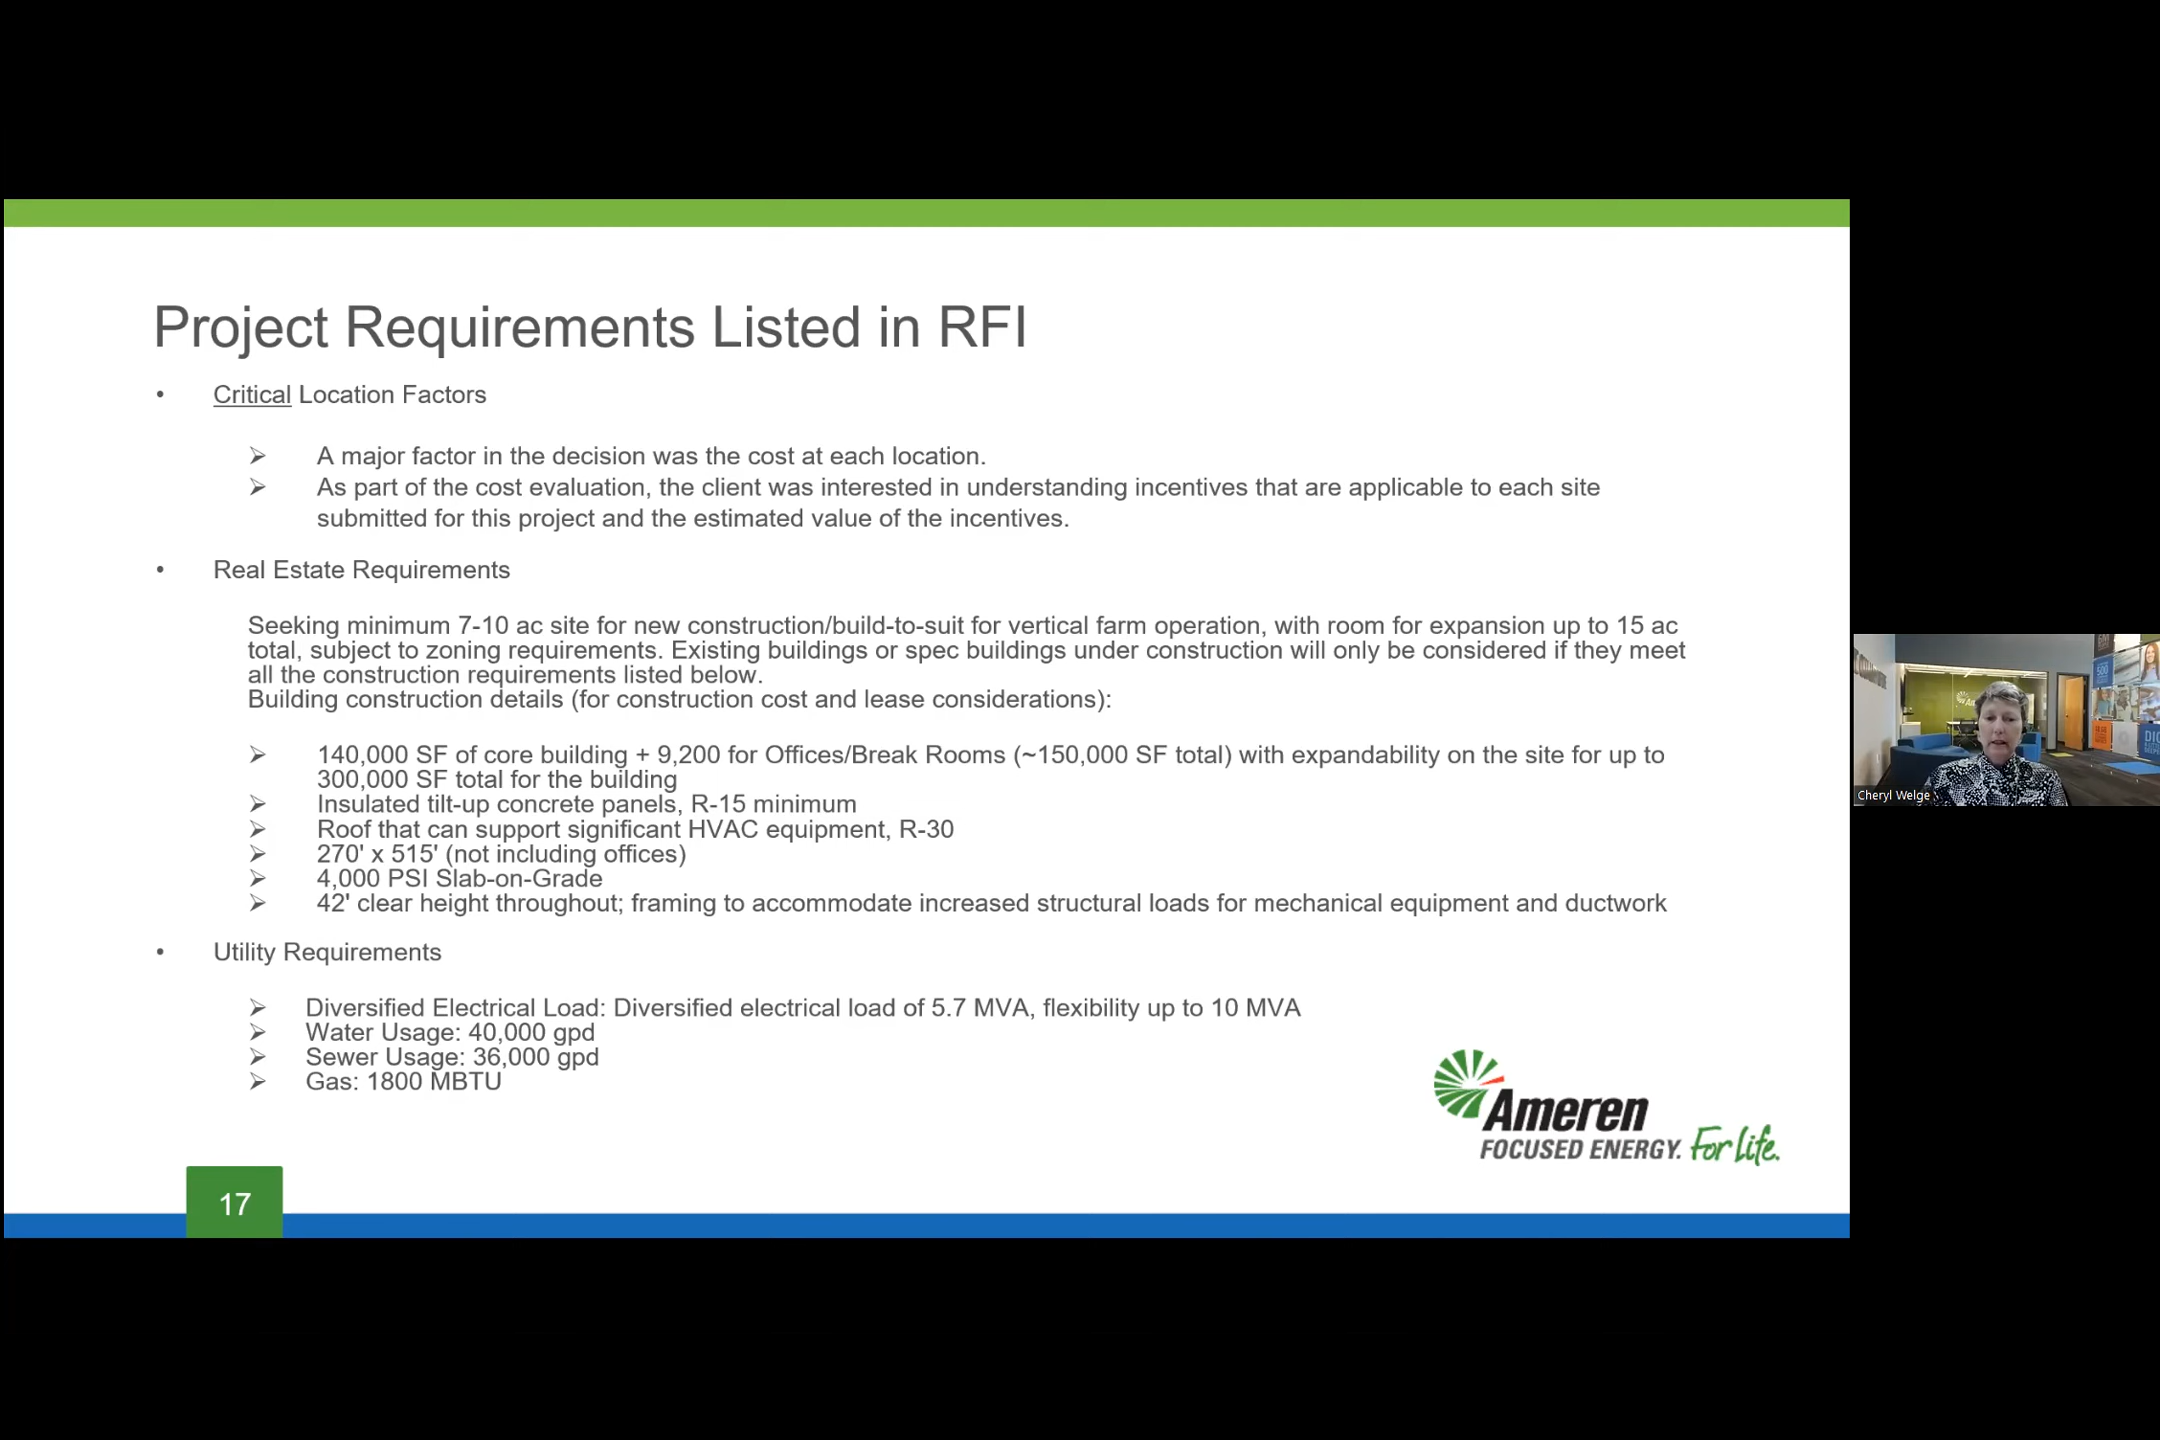 Project Requirements Listed in RFI
• Critical Location Factors
➢ A major factor in the decision was the cost at each location.
➢ As part of the cost evaluation, the client was interested in understanding incentives that are applicable to each site
submitted for this project and the estimated value of the incentives.
• Real Estate Requirements
Seeking minimum 7-10 ac site for new construction/build-to-suit for vertical farm operation, with room for expansion up to 15 ac
total, subject to zoning requirements. Existing buildings or spec buildings under construction will only be considered if they meet
all the construction requirements listed below.
Building construction details (for construction cost and lease considerations):
➢ 140,000 SF of core building + 9,200 for Offices/Break Rooms (~150,000 SF total) with expandability on the site for up to
300,000 SF total for the building
➢ Insulated tilt-up concrete panels, R-15 minimum
➢ Roof that can support significant HVAC equipment, R-30
➢ 270' x 515' (not including offices)
➢ 4,000 PSI Slab-on-Grade
➢ 42' clear height throughout; framing to accommodate increased structural loads for mechanical equipment and ductwork
• Utility Requirements
➢ Diversified Electrical Load: Diversified electrical load of 5.7 MVA, flexibility up to 10 MVA
➢ Water Usage: 40,000 gpd
➢ Sewer Usage: 36,000 gpd
➢ Gas: 1800 MBTU
Ameren
FOCUSED ENERGY. For Life.
17
Cheryl Welge